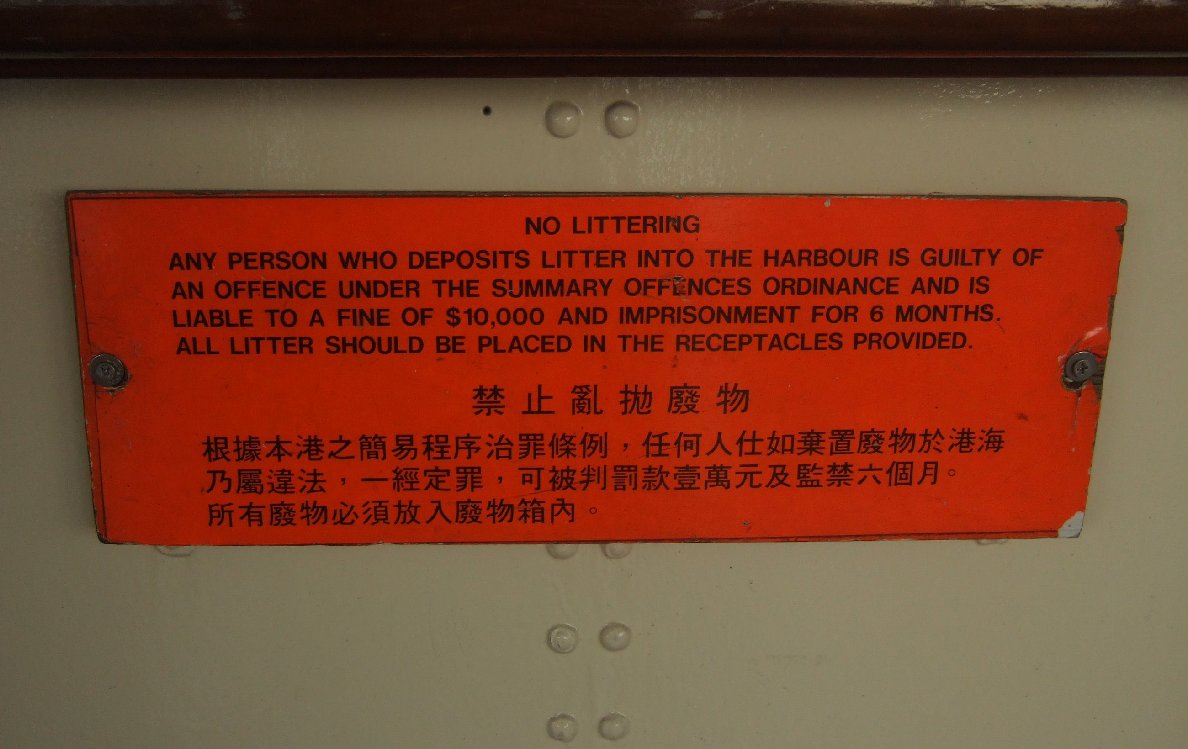 NO LITTERING
ANY PERSON WHO DEPOSITS LITTER INTO THE HARBOUR IS GUILTY OF
AN OFFENCE UNDER THE SUMMARY OFFENCES ORDINANCE AND IS
LIABLE TO A FINE OF $10,000 AND IMPRISONMENT FOR 6 MONTHS.
ALL LITTER SHOULD BE PLACED IN THE RECEPTACLES PROVIDED.
禁止亂拋廢物
根據本港之簡易程序治罪條例，任何人仕如棄置廢物於港海
乃屬違法，一經定罪，可被判罰款壹萬元及監禁六個月。
所有廢物必須放入廢物箱內。